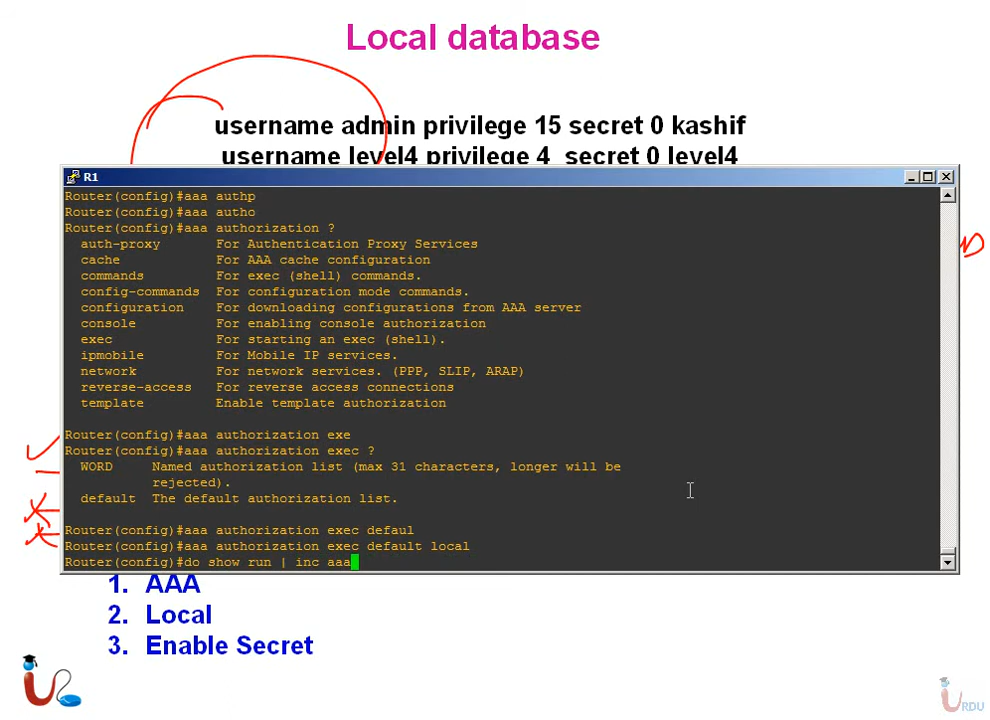 Local database
username admin privilege 15 secret 0 kashif
username level4 privilege 4 secret 0 level4
R1
Router(config)#aaa authp
Router(config)#aaa autho
Router(config)#aaa authorization ?
auth-proxy For Authentication Proxy Services
cache For AAA cache configuration
commands For exec (shell) commands.
config-commands For configuration mode commands.
configuration For downloading configurations from AAA server
console For enabling console authorization
exec For starting an exec (shell).
ipmobile For Mobile IP services.
network For network services. (PPP, SLIP, ARAP)
reverse-access For reverse access connections
template Enable template authorization
Router(config)#aaa authorization exe
Router(config)#aaa authorization exec ?
WORD Named authorization list (max 31 characters, longer will be
rejected).
default The default authorization list.
Router(config)#aaa authorization exec defaul
Router(config)#aaa authorization exec default local
Router(config)#do show run | inc aaa
1. AAA
2. Local
3. Enable Secret
URDU